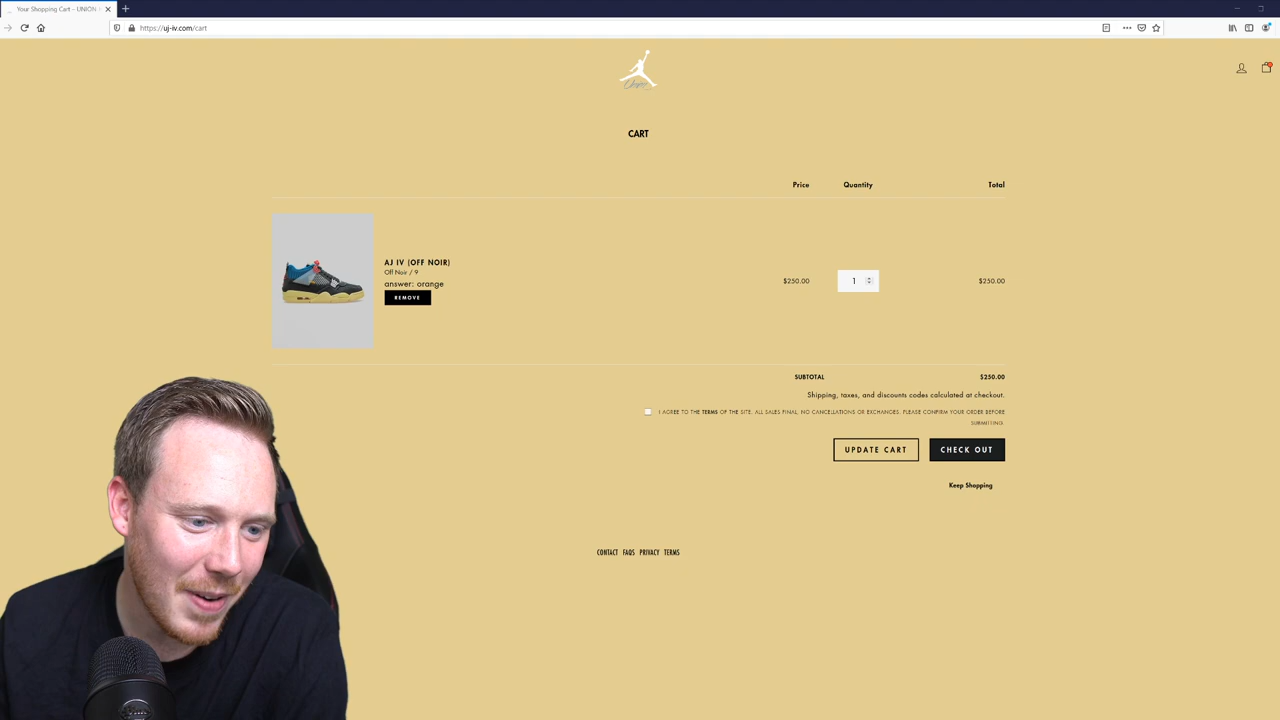 Your Shopping Cart – UNION
https://uj-iv.com/cart
CART
Price Quantity Total
AJ IV (OFF NOIR)
Off Noir / 9
answer: orange
REMOVE
$250.00 1 $250.00
SUBTOTAL $250.00
Shipping, taxes, and discounts codes calculated at checkout.
I AGREE TO THE TERMS OF THE SITE. ALL SALES FINAL, NO CANCELLATIONS OR EXCHANGES. PLEASE CONFIRM YOUR ORDER BEFORE
SUBMITTING.
UPDATE CART CHECK OUT
Keep Shopping
CONTACT FAQS PRIVACY TERMS